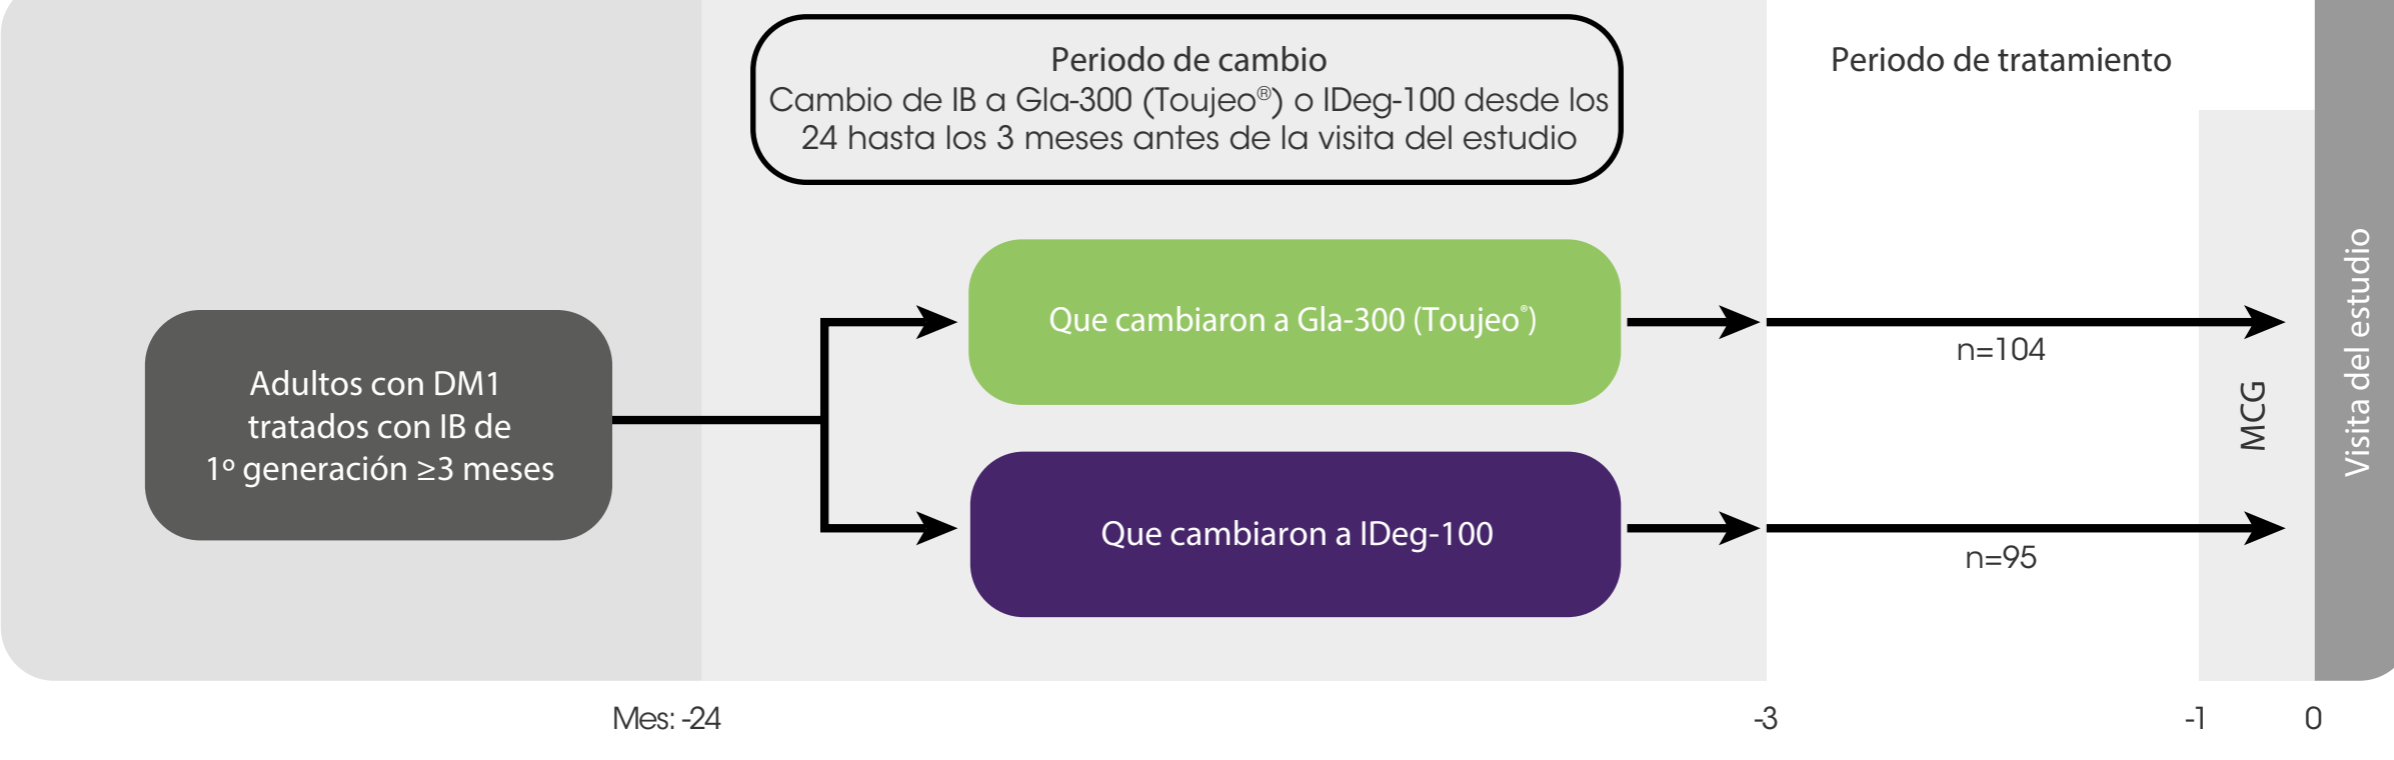 Periodo de cambio
Cambio de IB a Gla-300 (Toujeo®) o IDeg-100 desde los
24 hasta los 3 meses antes de la visita del estudio
Periodo de tratamiento
Adultos con DM1
tratados con IB de
1º generación ≥3 meses
Que cambiaron a Gla-300 (Toujeo®)
n=104
Que cambiaron a IDeg-100
n=95
MCG
Visita del estudio
Mes: -24
-3
-1
0